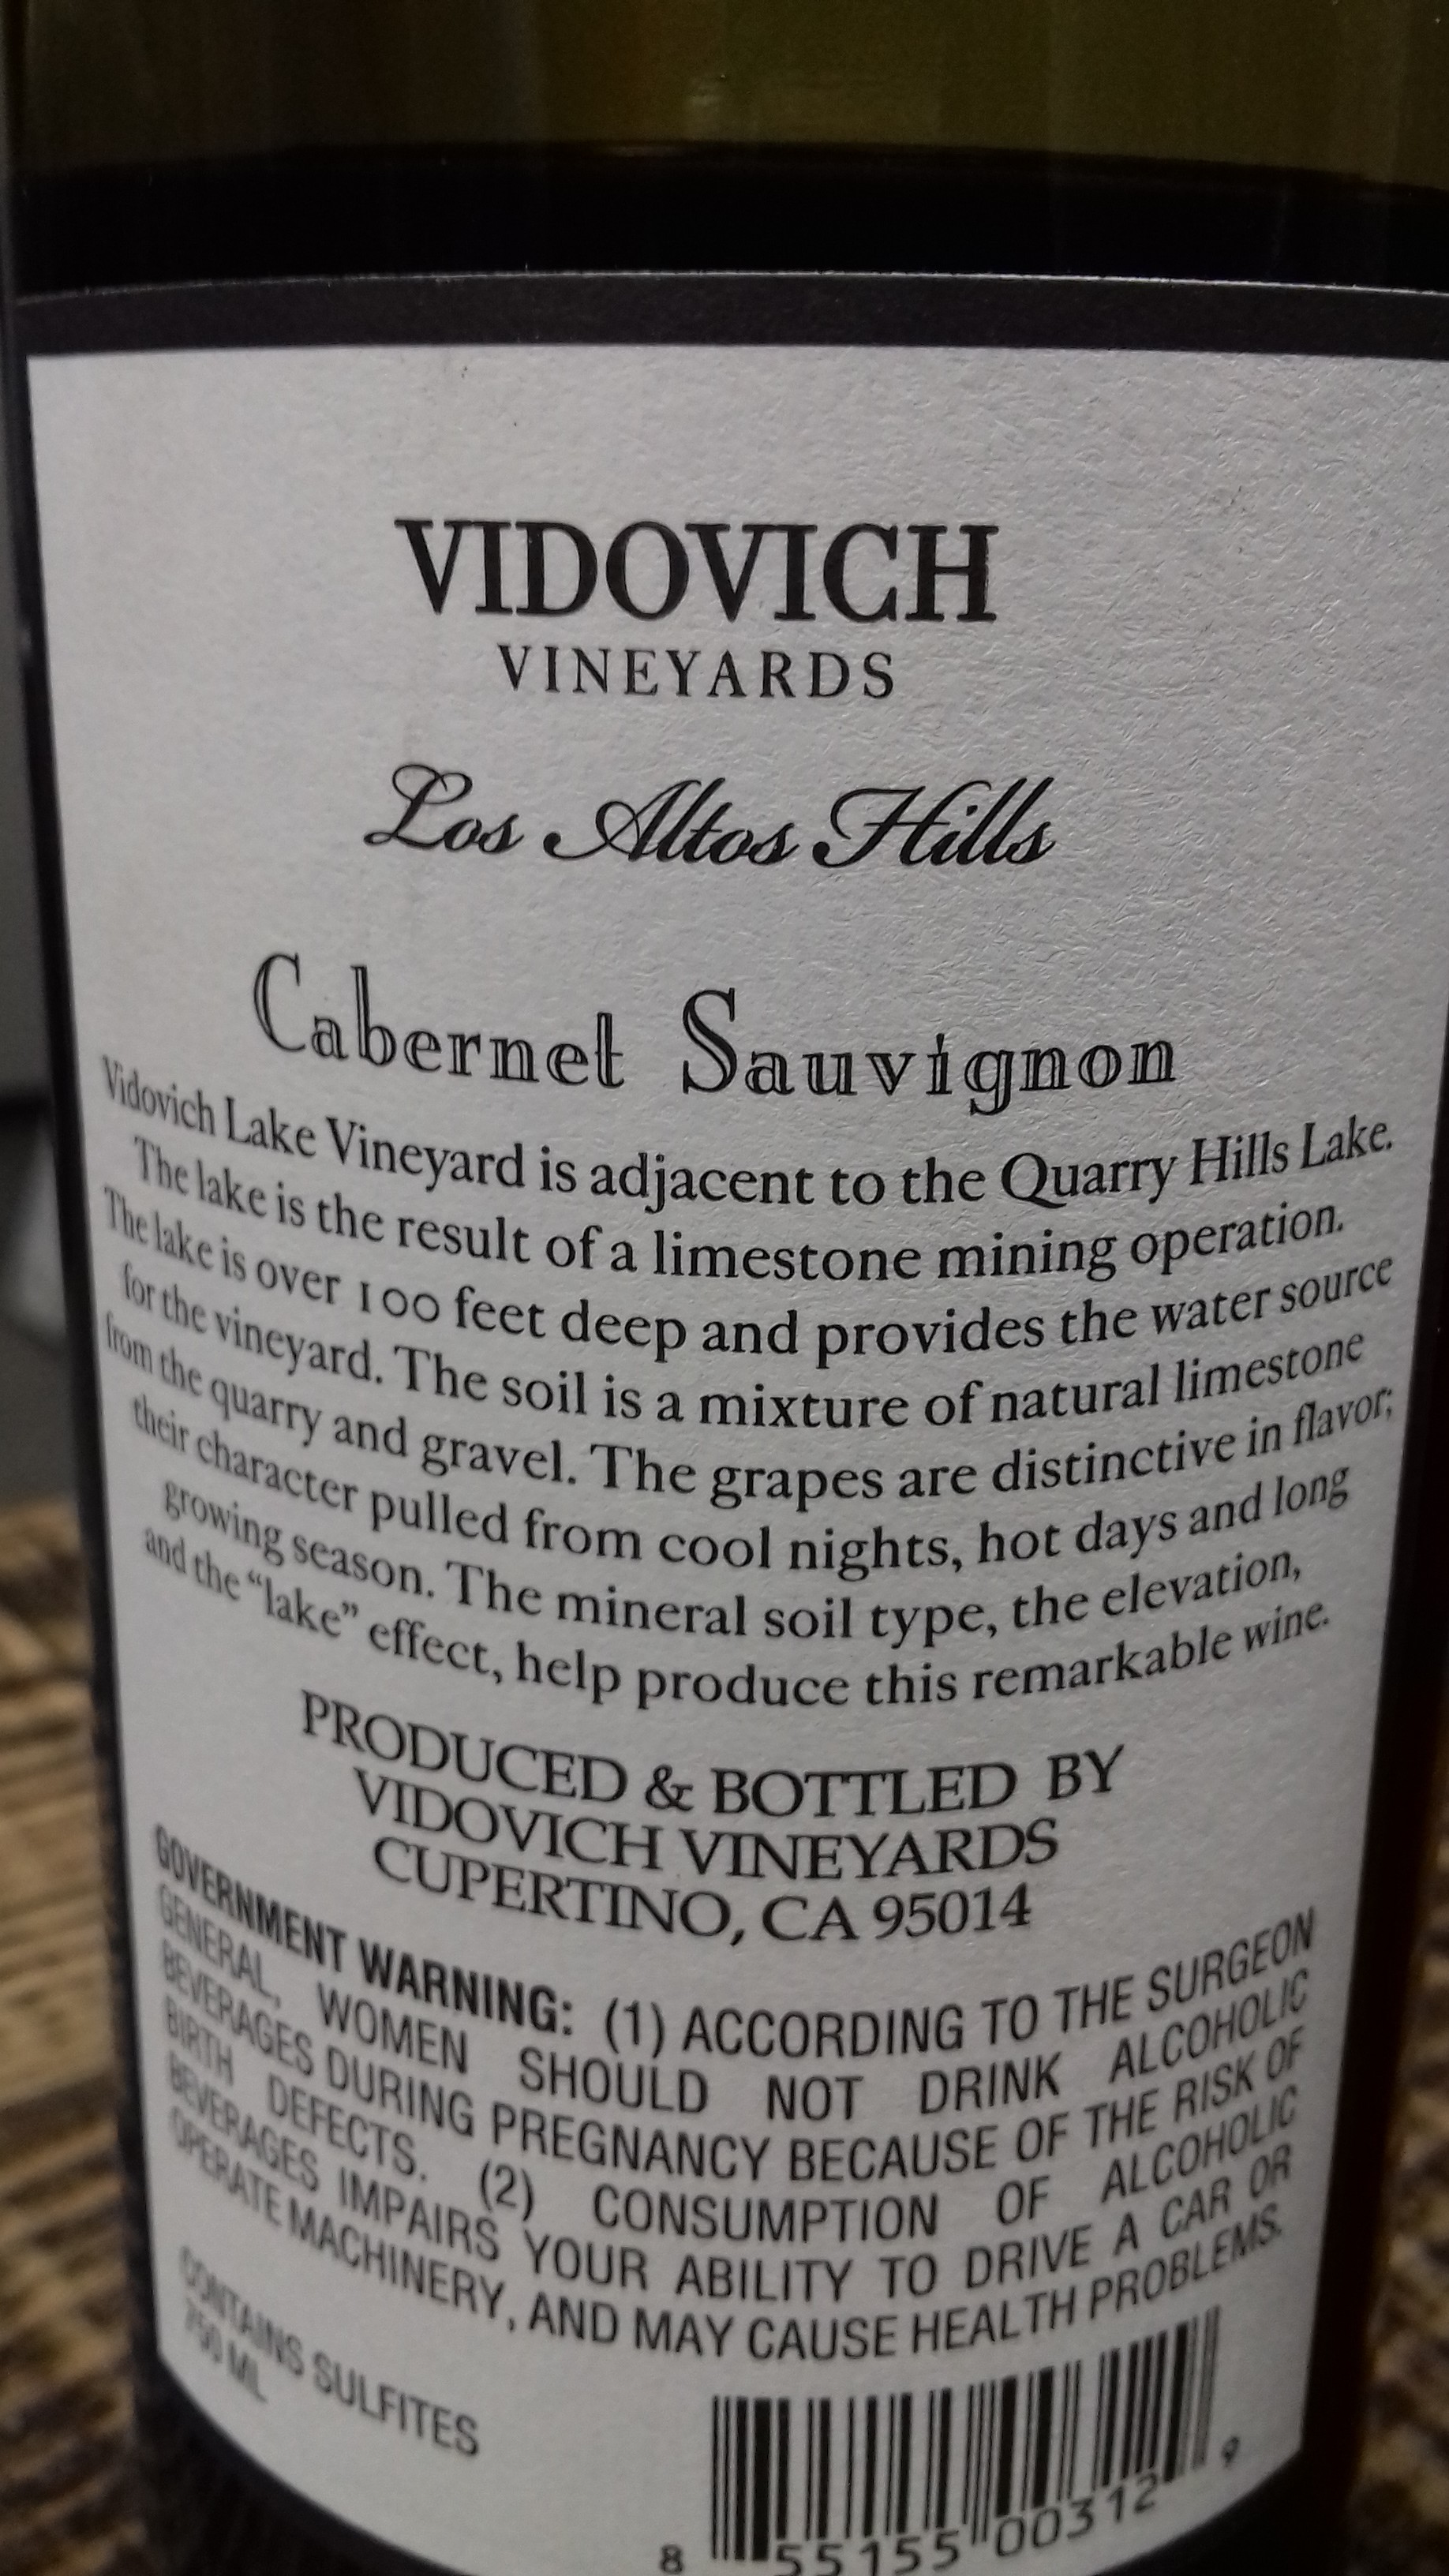 VIDOVICH
VINEYARDS
Los Altos Hills
Cabernet Sauvignon
Vidovich Lake Vineyard is adjacent to the Quarry Hills Lake.
The lake is the result of a limestone mining operation.
The lake is over 100 feet deep and provides the water source
for the vineyard. The soil is a mixture of natural limestone
from the quarry and gravel. The grapes are distinctive in flavor;
their character pulled from cool nights, hot days and long
growing season. The mineral soil type, the elevation,
and the “lake” effect, help produce this remarkable wine.
PRODUCED & BOTTLED BY
VIDOVICH VINEYARDS
CUPERTINO, CA 95014
GOVERNMENT WARNING: (1) ACCORDING TO THE SURGEON
GENERAL, WOMEN SHOULD NOT DRINK ALCOHOLIC
BEVERAGES DURING PREGNANCY BECAUSE OF THE RISK OF
BIRTH DEFECTS. (2) CONSUMPTION OF ALCOHOLIC
BEVERAGES IMPAIRS YOUR ABILITY TO DRIVE A CAR OR
OPERATE MACHINERY, AND MAY CAUSE HEALTH PROBLEMS.
CONTAINS SULFITES
750 ML
8 55155 00312 9